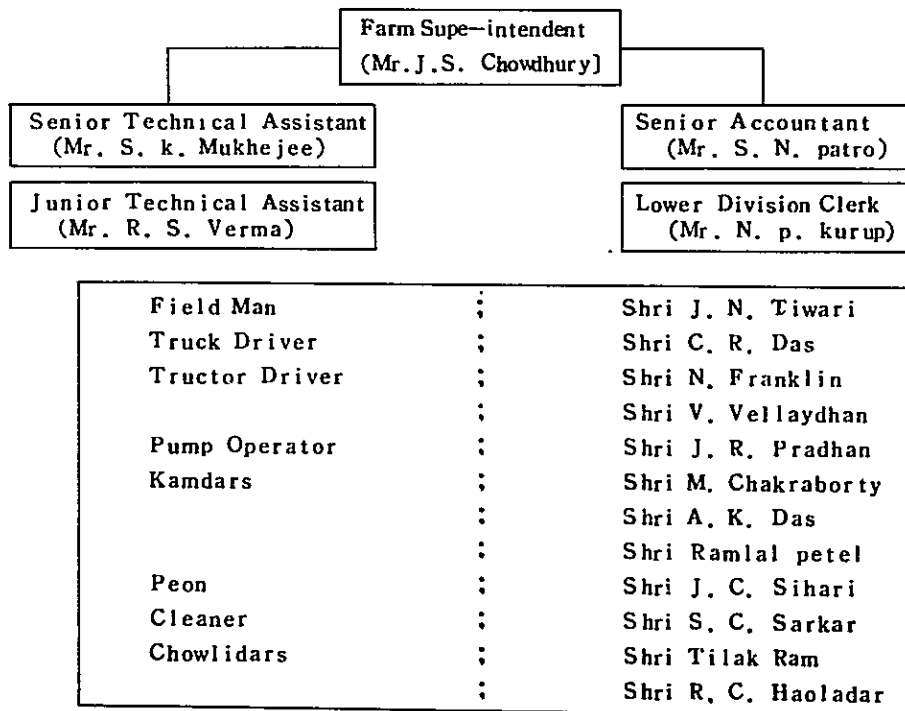 Farm Supe-intendent
(Mr.J.S. Chowdhury]
Senior Technical Assistant
(Mr. S. k. Mukhejee)
Senior Accountant
(Mr. S. N. patro)
Junior Technical Assistant
(Mr. R. S. Verma)
Lower Division Clerk
(Mr. N. p. kurup)
Field Man ; Shri J. N. Tiwari
Truck Driver ; Shri C. R. Das
Tructor Driver ; Shri N. Franklin
; Shri V. Vellaydhan
Pump Operator ; Shri J. R. Pradhan
Kamdars ; Shri M. Chakraborty
; Shri A. K. Das
; Shri Ramlal petel
Peon ; Shri J. C. Sihari
Cleaner ; Shri S. C. Sarkar
Chowlidars ; Shri Tilak Ram
; Shri R. C. Haoladar